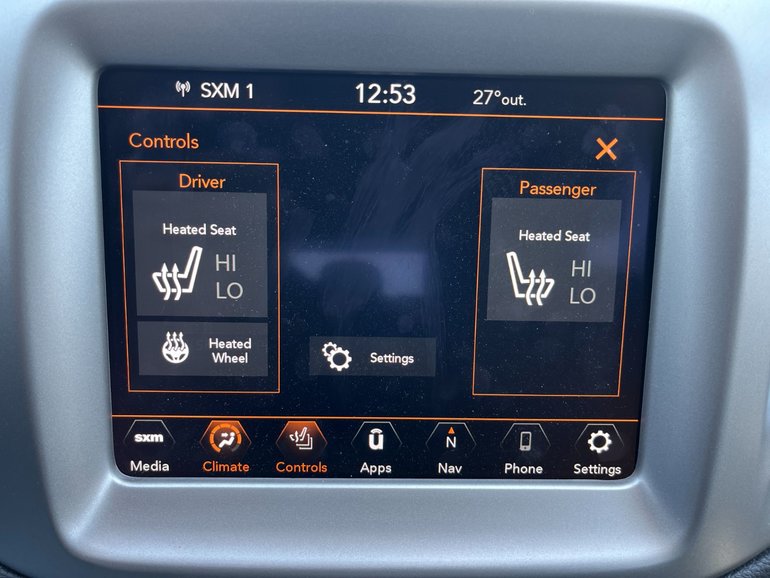 SXM 1 12:53 27°out.
Controls
Driver
Heated Seat
HI
LO
Heated
Wheel
Settings
Passenger
Heated Seat
HI
LO
sxm
Media
Climate
Controls
U
Apps
N
Nav
Phone
Settings